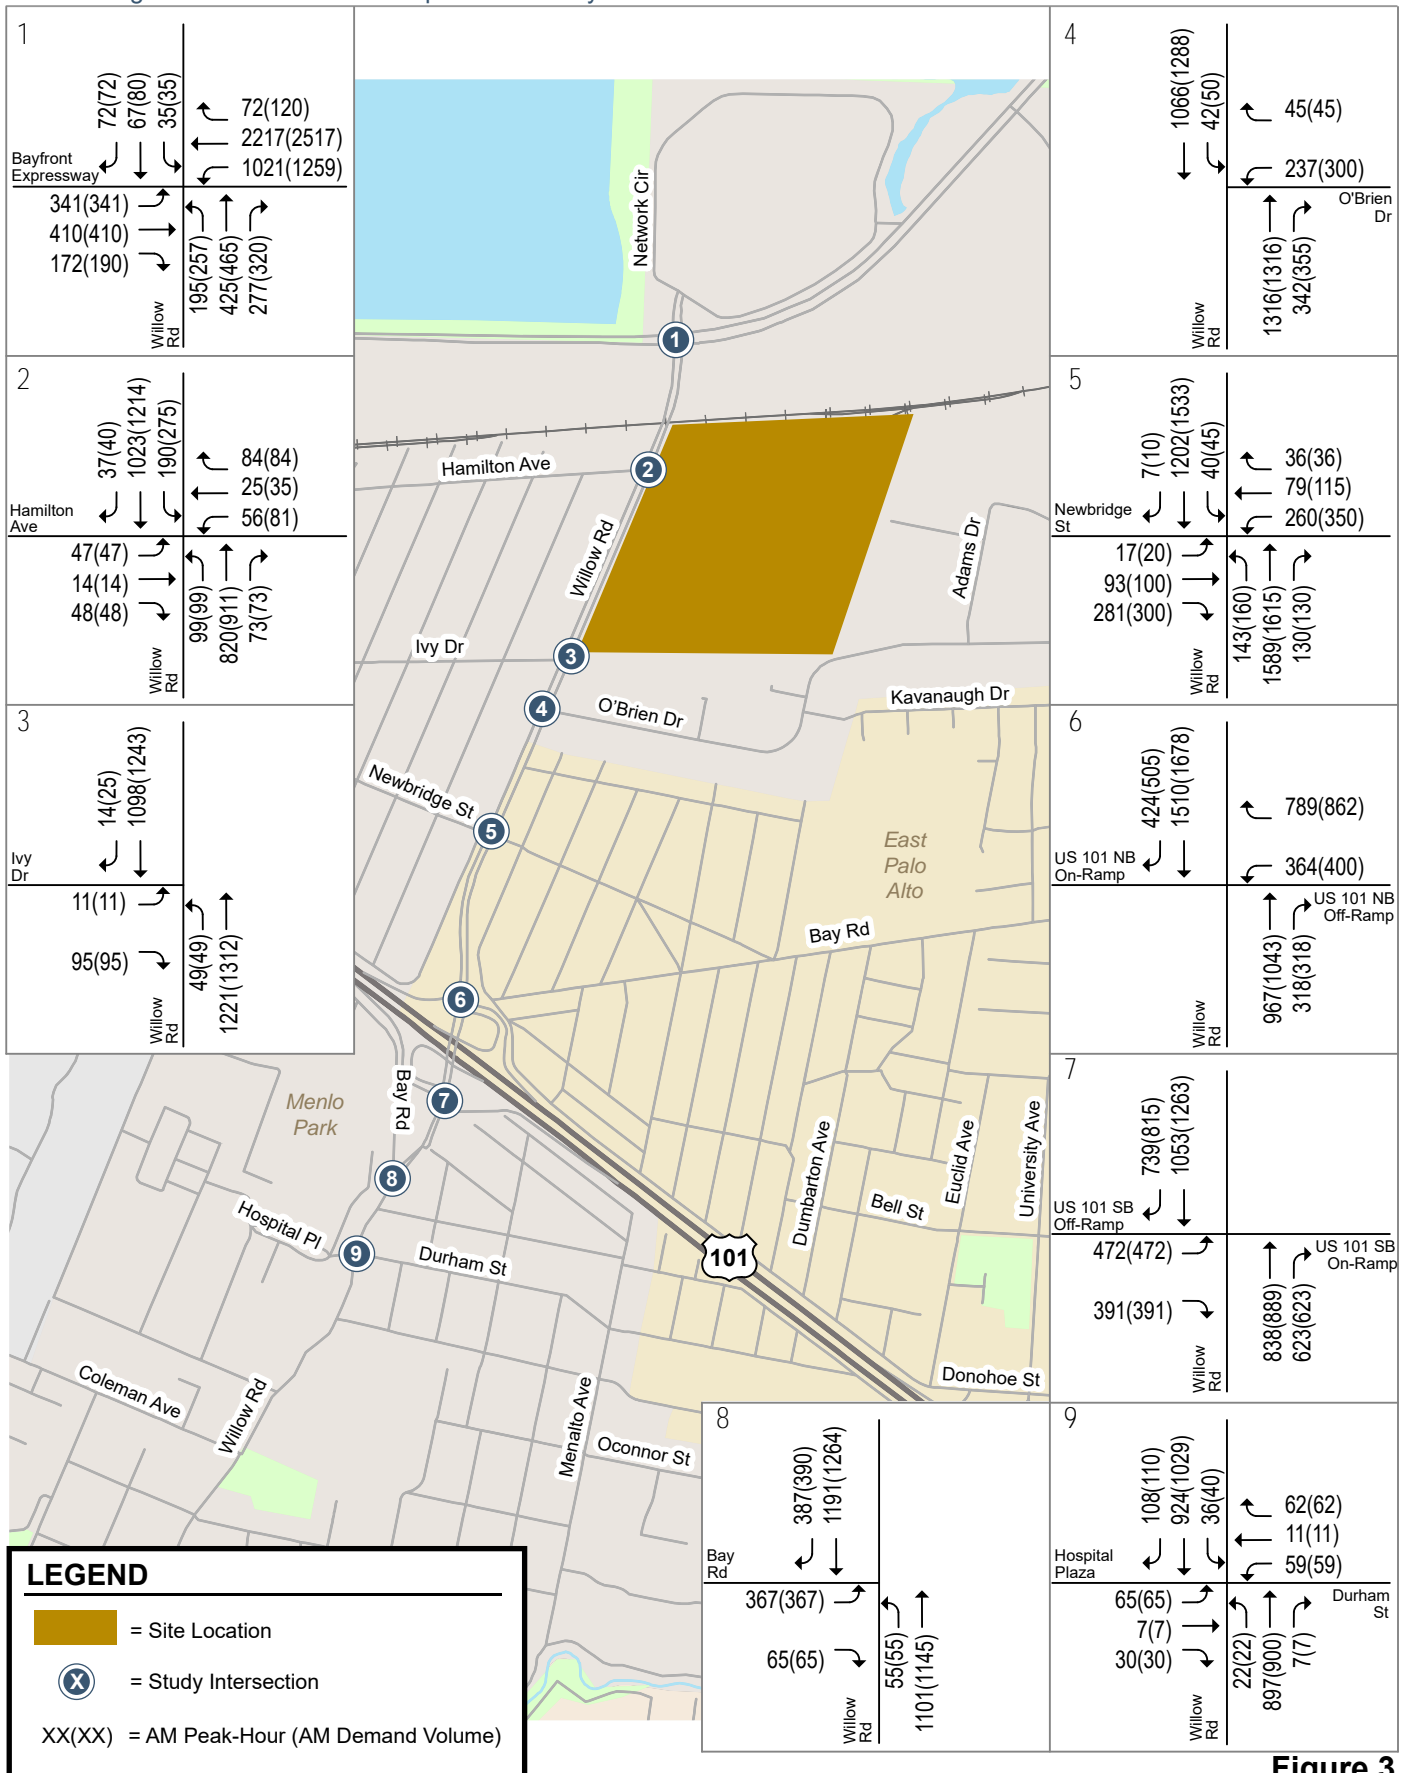 1
72(72)
67(80)
35(35)
72(120)
2217(2517)
1021(1259)
Bayfront
Expressway
341(341)
410(410)
172(190)
195(257)
425(465)
277(320)
Willow
Rd
2
37(40)
1023(1214)
190(275)
84(84)
25(35)
56(81)
Hamilton
Ave
47(47)
14(14)
48(48)
99(99)
820(911)
73(73)
Willow
Rd
3
14(25)
1098(1243)
Ivy
Dr
11(11)
95(95)
49(49)
1221(1312)
Willow
Rd
4
1066(1288)
42(50)
45(45)
237(300)
O'Brien
Dr
1316(1316)
342(355)
Willow
Rd
5
7(10)
1202(1533)
40(45)
36(36)
79(115)
260(350)
Newbridge
St
17(20)
93(100)
281(300)
143(160)
1589(1615)
130(130)
Willow
Rd
6
424(505)
1510(1678)
789(862)
364(400)
US 101 NB
On-Ramp
US 101 NB
Off-Ramp
967(1043)
318(318)
Willow
Rd
7
739(815)
1053(1263)
US 101 SB
Off-Ramp
472(472)
391(391)
US 101 SB
On-Ramp
838(889)
623(623)
Willow
Rd
8
387(390)
1191(1264)
Bay
Rd
367(367)
65(65)
55(55)
1101(1145)
Willow
Rd
9
108(110)
924(1029)
36(40)
62(62)
11(11)
59(59)
Hospital
Plaza
65(65)
7(7)
30(30)
Durham
St
22(22)
897(900)
7(7)
Willow
Rd
Network Cir
1
Hamilton Ave
2
Willow Rd
Adams Dr
Ivy Dr
3
4
O'Brien Dr
Kavanaugh Dr
Newbridge St
5
East
Palo
Alto
Bay Rd
6
Menlo
Park
Bay Rd
7
8
Dumbarton Ave
Euclid Ave
University Ave
Bell St
Hospital Pl
9
Durham St
101
Donohoe St
Coleman Ave
Willow Rd
Menalto Ave
Oconnor St
LEGEND
= Site Location
X = Study Intersection
XX(XX) = AM Peak-Hour (AM Demand Volume)
Figure 3